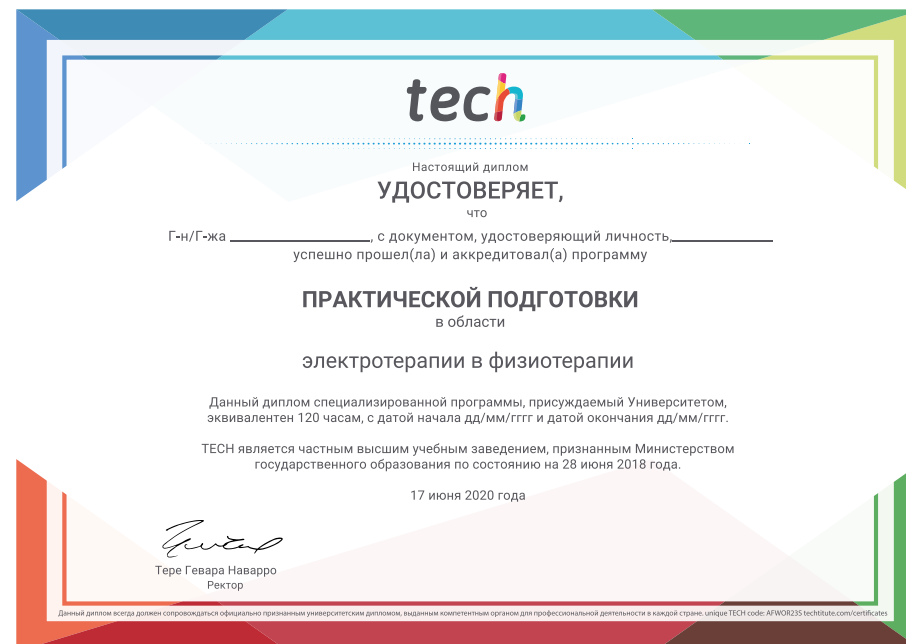 tech
Настоящий диплом
УДОСТОВЕРЯЕТ,
что
Г-н/Г-жа ____________________, с документом, удостоверяющий личность,______________
успешно прошел(ла) и аккредитовал(а) программу
ПРАКТИЧЕСКОЙ ПОДГОТОВКИ
в области
электротерапии в физиотерапии
Данный диплом специализированной программы, присуждаемый Университетом,
эквивалентен 120 часам, с датой начала дд/мм/гггг и датой окончания дд/мм/гггг.
TECH является частным высшим учебным заведением, признанным Министерством
государственного образования по состоянию на 28 июня 2018 года.
17 июня 2020 года
Тере Гевара Наварро
Ректор
Данный диплом всегда должен сопровождаться официально признанным университетским дипломом, выданным компетентным органом для профессиональной деятельности в каждой стране. unique TECH code: AFWOR23S techtitute.com/certificates